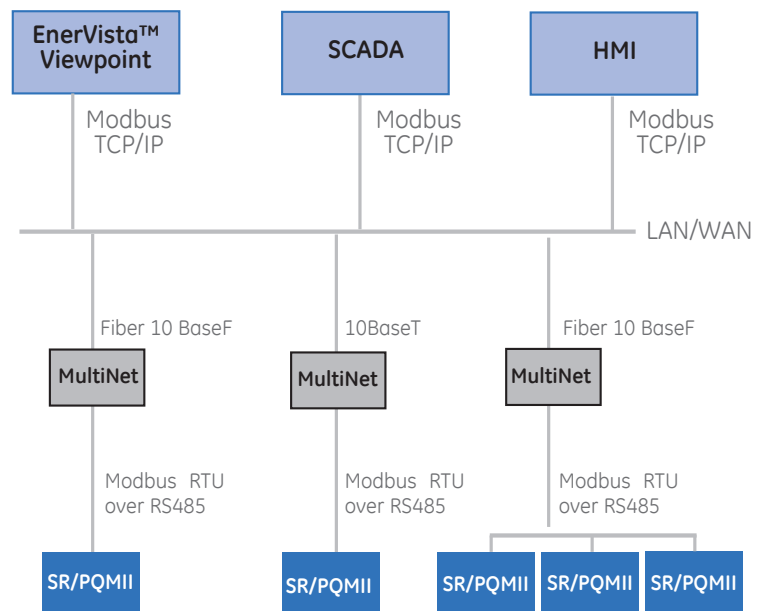 EnerVista™
Viewpoint
SCADA
HMI
Modbus
TCP/IP
Modbus
TCP/IP
Modbus
TCP/IP
LAN/WAN
Fiber 10 BaseF
10BaseT
Fiber 10 BaseF
MultiNet
MultiNet
MultiNet
Modbus RTU
over RS485
Modbus RTU
over RS485
Modbus RTU
over RS485
SR/PQMII
SR/PQMII
SR/PQMII
SR/PQMII
SR/PQMII